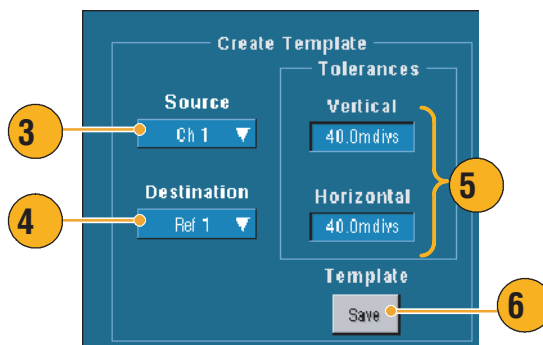 Create Template
Tolerances
Source
Vertical
3
Ch 1
40.0mdivs
5
Destination
Horizontal
4
Ref 1
40.0mdivs
Template
Save
6